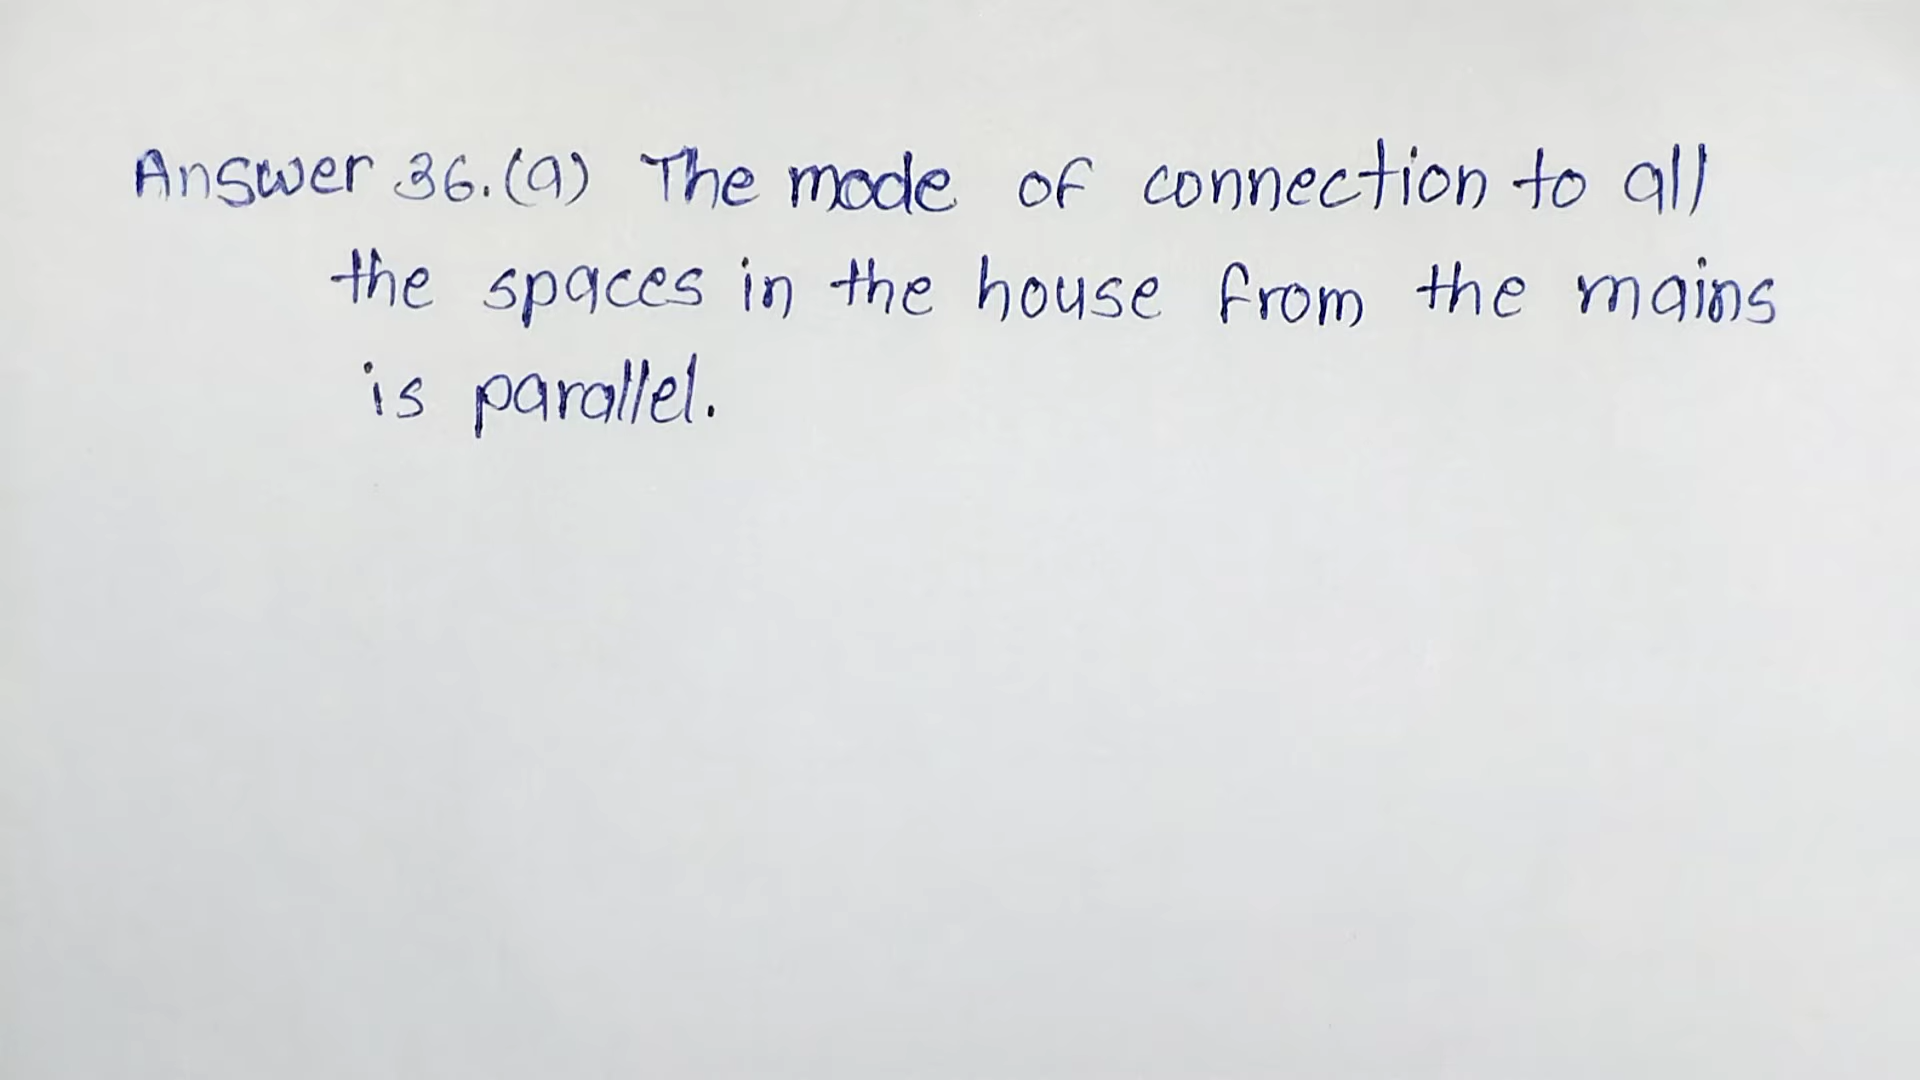 Answer 36.(a) The mode of connection to all
the spaces in the house from the mains
is parallel.